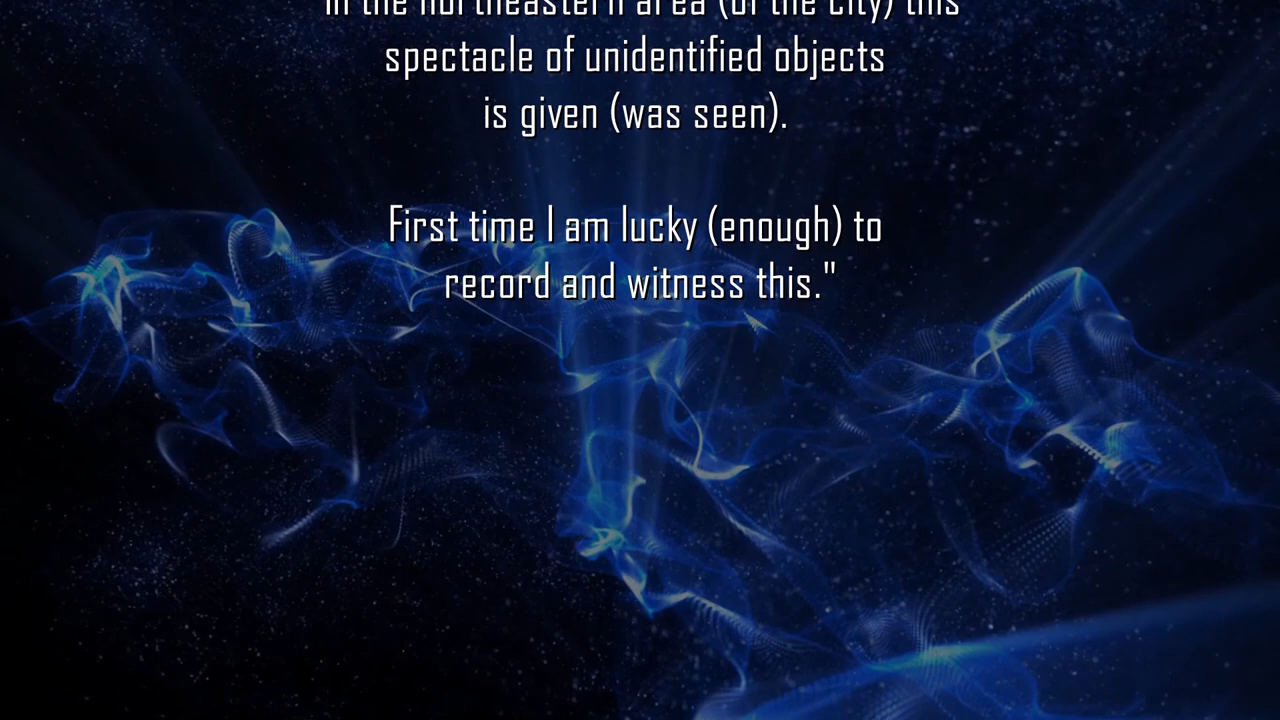 in the northeastern area (of the city) this
spectacle of unidentified objects
is given (was seen).
First time I am lucky (enough) to
record and witness this."